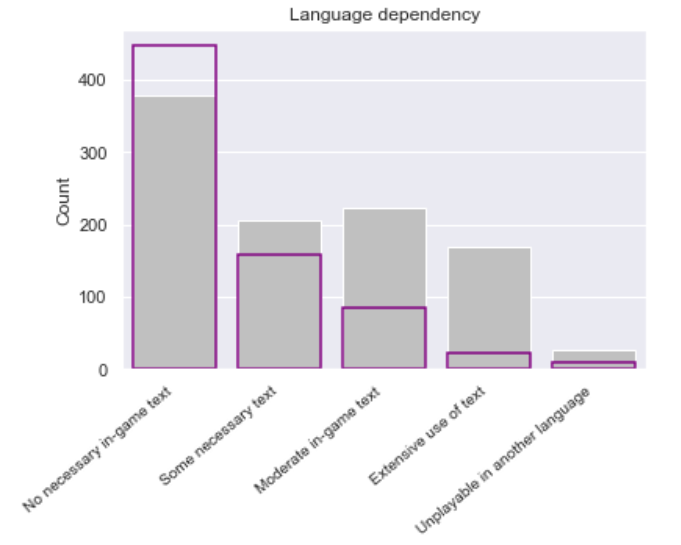 Language dependency
Count
400
300
200
100
0
No necessary in-game text
Some necessary text
Moderate in-game text
Extensive use of text
Unplayable in another language